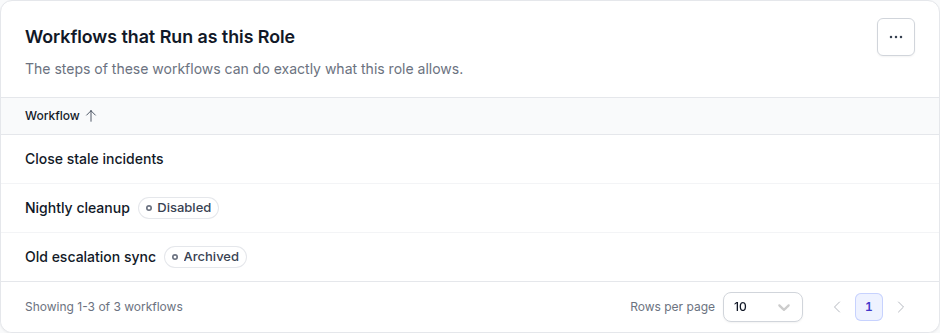 Workflows that Run as this Role
The steps of these workflows can do exactly what this role allows.
Workflow
Close stale incidents
Nightly cleanup Disabled
Old escalation sync Archived
Showing 1-3 of 3 workflows Rows per page 10 1